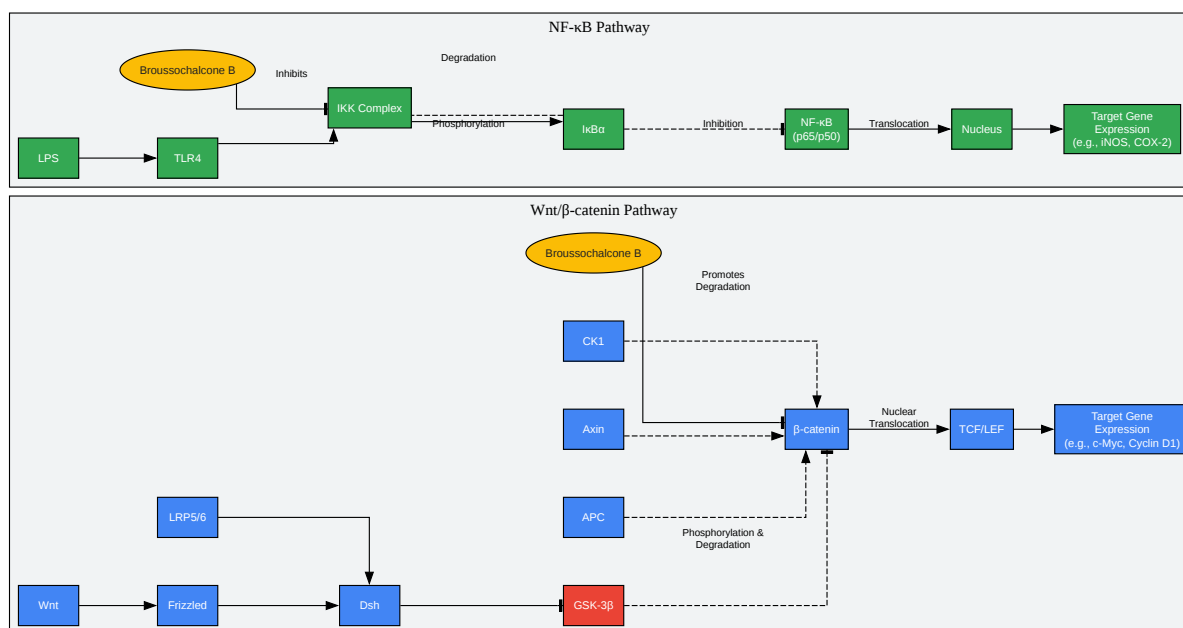 NF-κB Pathway
Degradation
Broussochalcone B
Inhibits
IKK Complex
Phosphorylation
IκBα
Inhibition
NF-κB
(p65/p50)
Translocation
Nucleus
Target Gene
Expression
(e.g., iNOS, COX-2)
LPS
TLR4
Wnt/β-catenin Pathway
Broussochalcone B
Promotes
Degradation
CK1
Axin
β-catenin
Nuclear
Translocation
TCF/LEF
Target Gene
Expression
(e.g., c-Myc, Cyclin D1)
LRP5/6
APC
Phosphorylation &
Degradation
Wnt
Frizzled
Dsh
GSK-3β